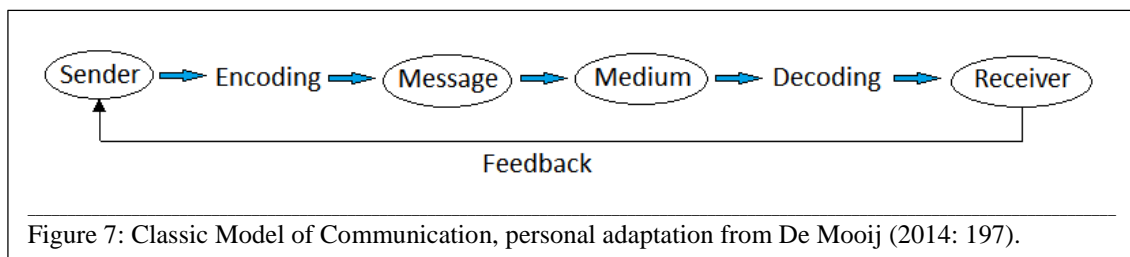 Sender Encoding Message Medium Decoding Receiver
Feedback
Figure 7: Classic Model of Communication, personal adaptation from De Mooij (2014: 197).